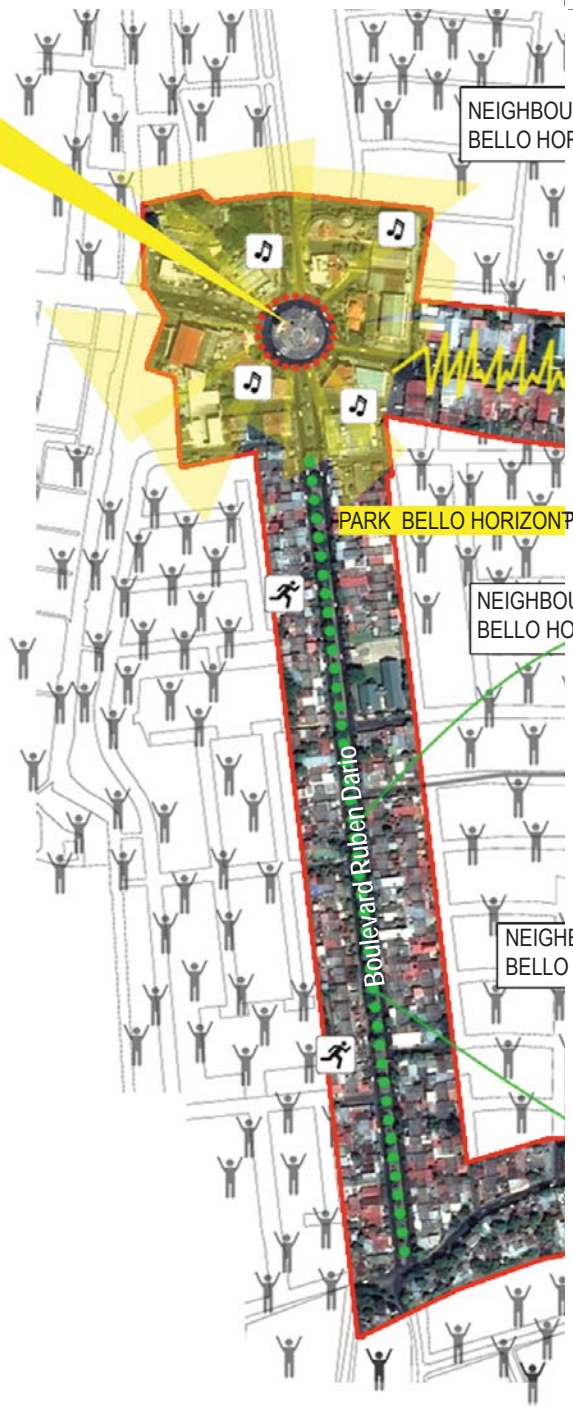 NEIGHBOU
BELLO HOR
PARK BELLO HORIZONT
NEIGHBOU
BELLO HO
Boulevard Ruben Dario
NEIGHB
BELLO